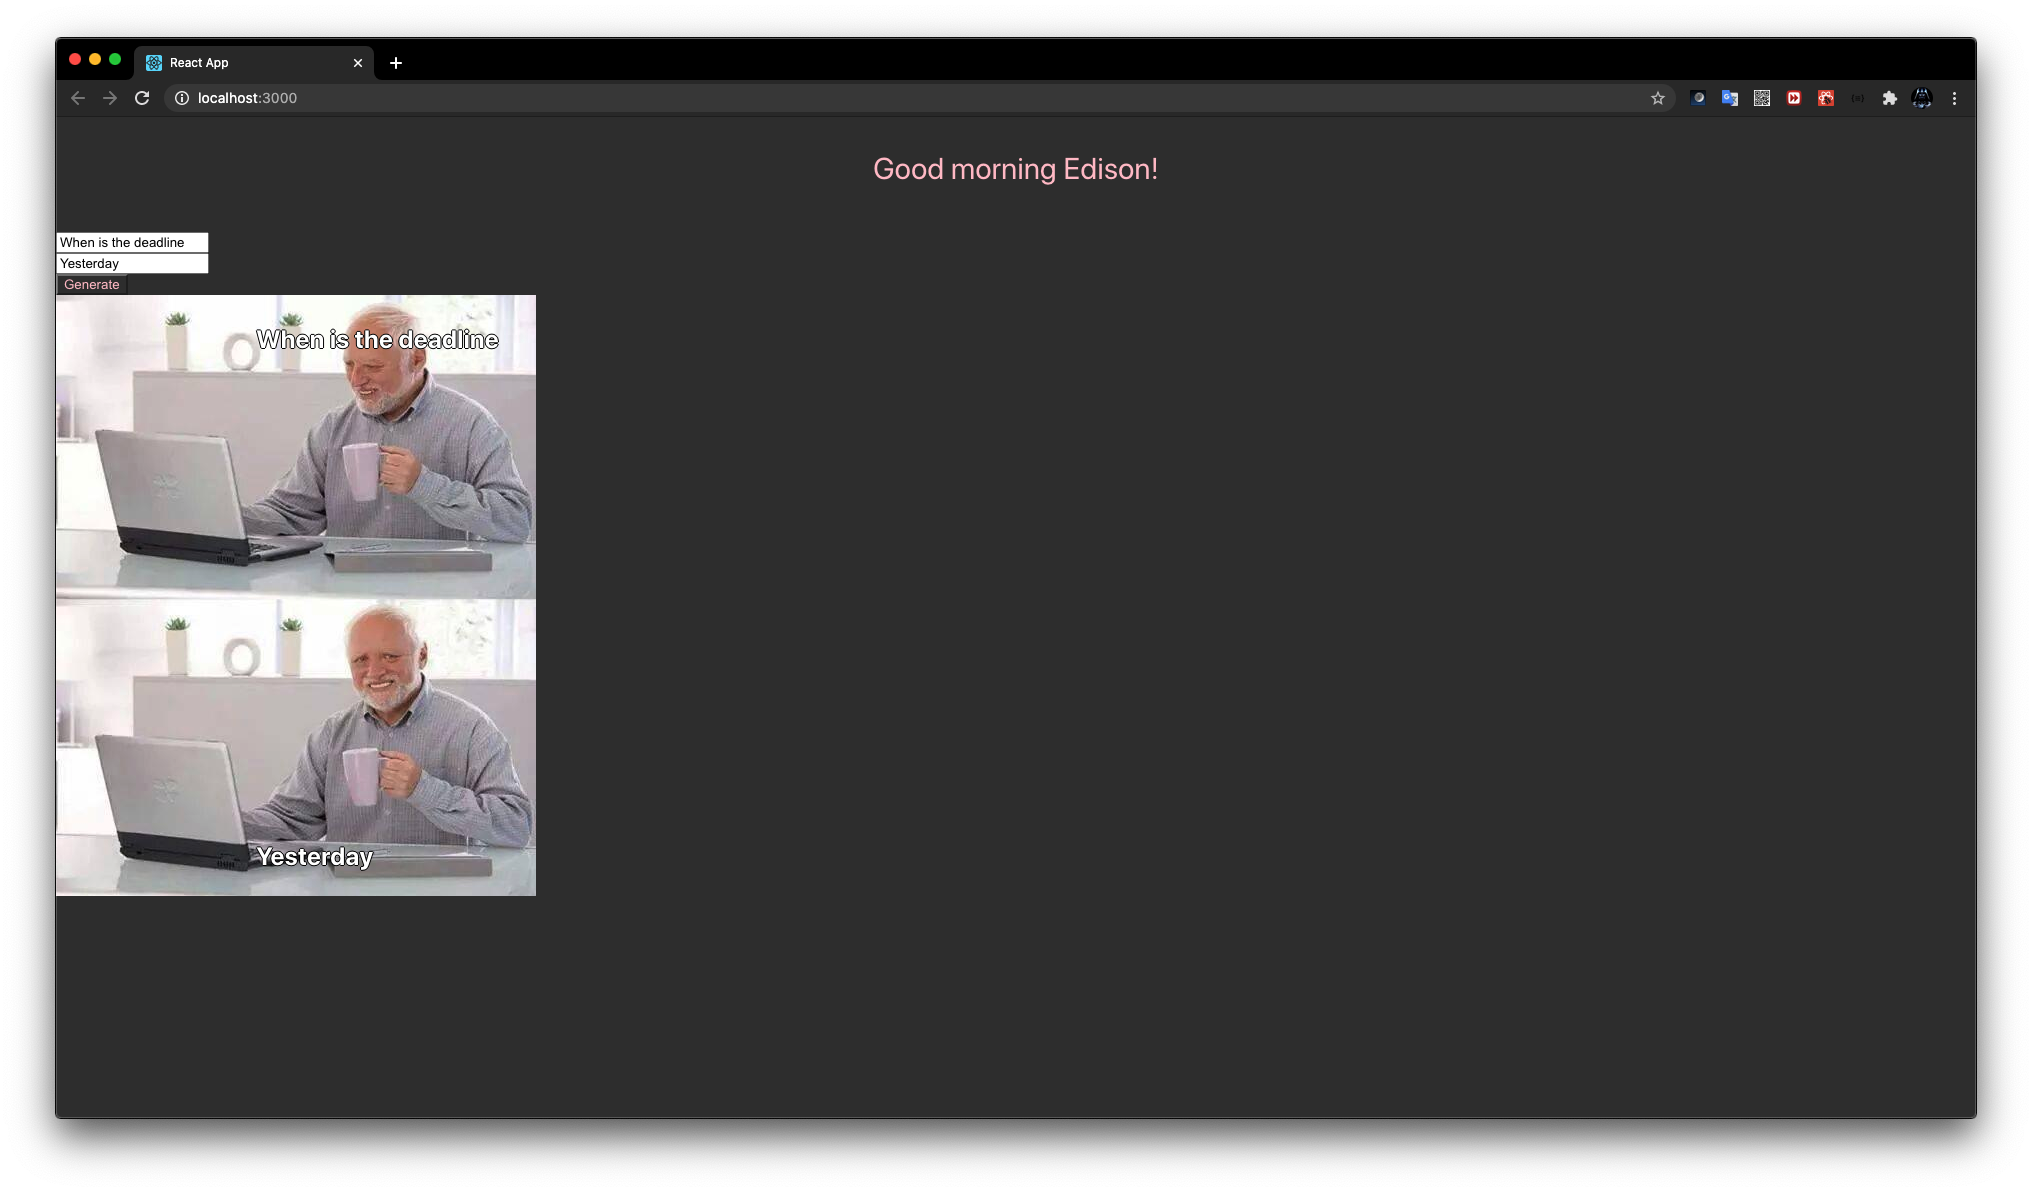 React App
localhost:3000
Good morning Edison!
When is the deadline
Yesterday
Generate
When is the deadline
Yesterday